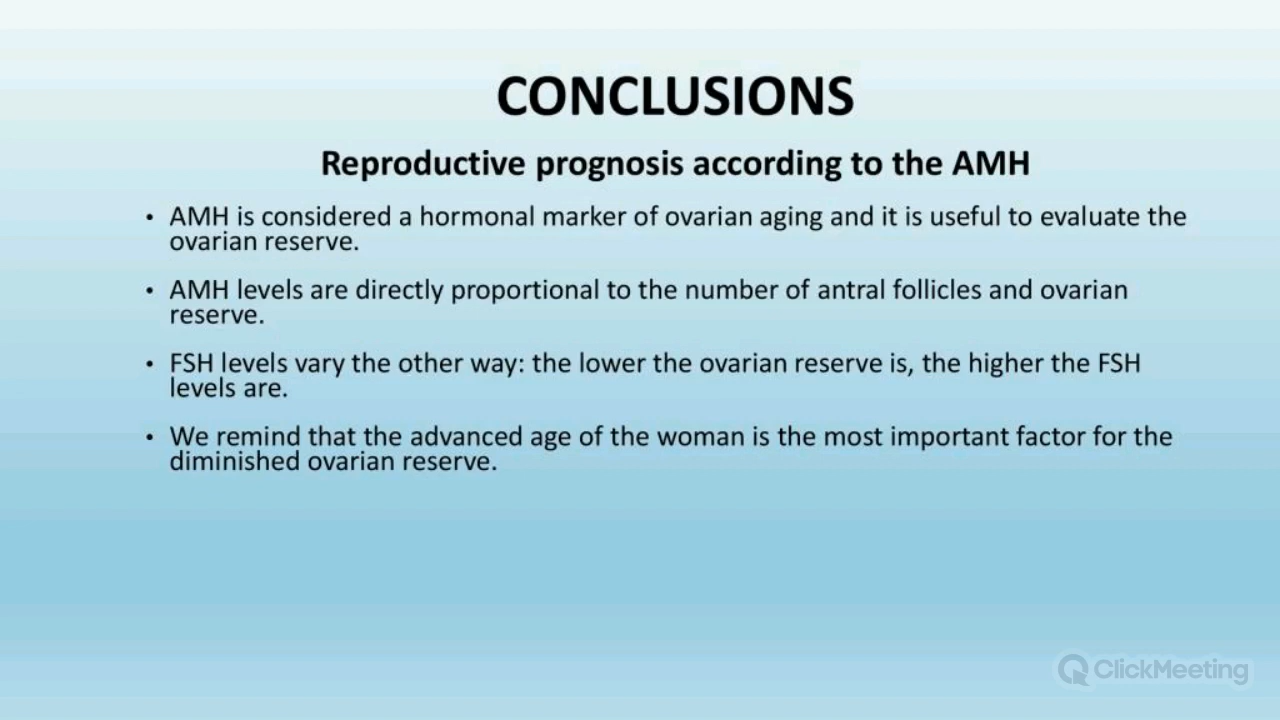 CONCLUSIONS
Reproductive prognosis according to the AMH
• AMH is considered a hormonal marker of ovarian aging and it is useful to evaluate the
ovarian reserve.
• AMH levels are directly proportional to the number of antral follicles and ovarian
reserve.
• FSH levels vary the other way: the lower the ovarian reserve is, the higher the FSH
levels are.
• We remind that the advanced age of the woman is the most important factor for the
diminished ovarian reserve.
ClickMeeting